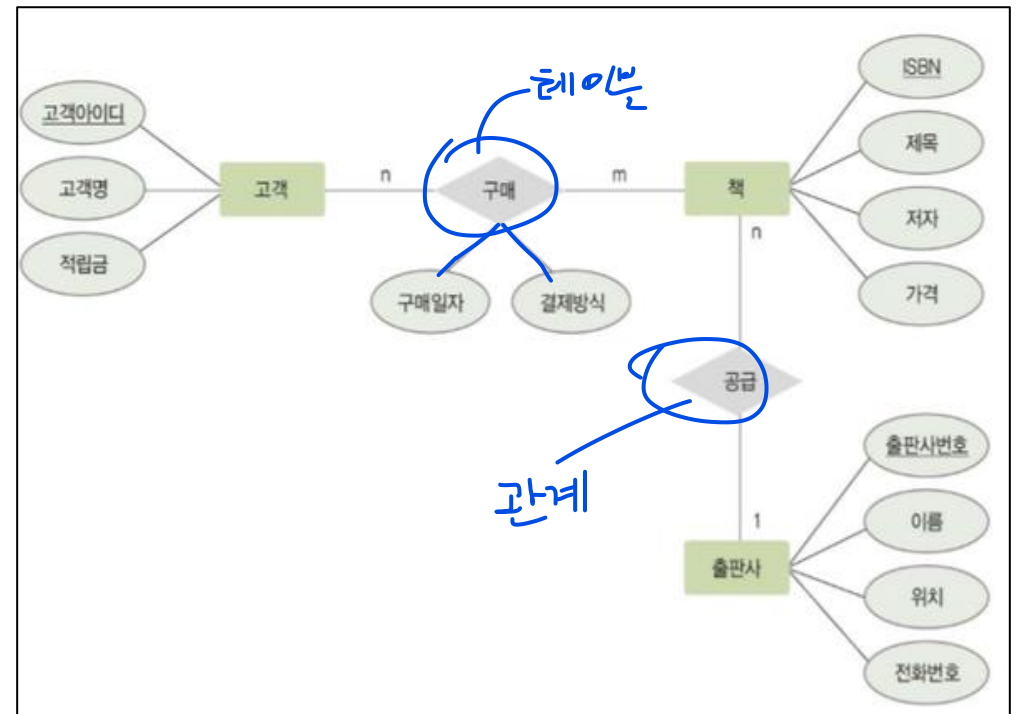 테이블
ISBN
고객아이디
제목
고객명
고객
n
구매
m
책
저자
n
적립금
구매일자
결제방식
가격
공급
출판사번호
관계
이름
1
출판사
위치
전화번호